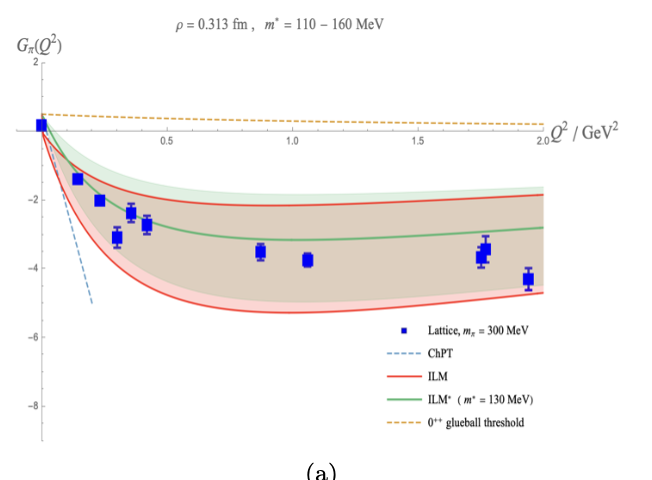 ρ = 0.313 fm , m* = 110 – 160 MeV
G_π(Q²)
2
0.5 1.0 1.5 2.0 Q² / GeV²
−2
−4
−6
−8
Lattice, m_π = 300 MeV
ChPT
ILM
ILM* ( m* = 130 MeV)
0⁺⁺ glueball threshold
(a)